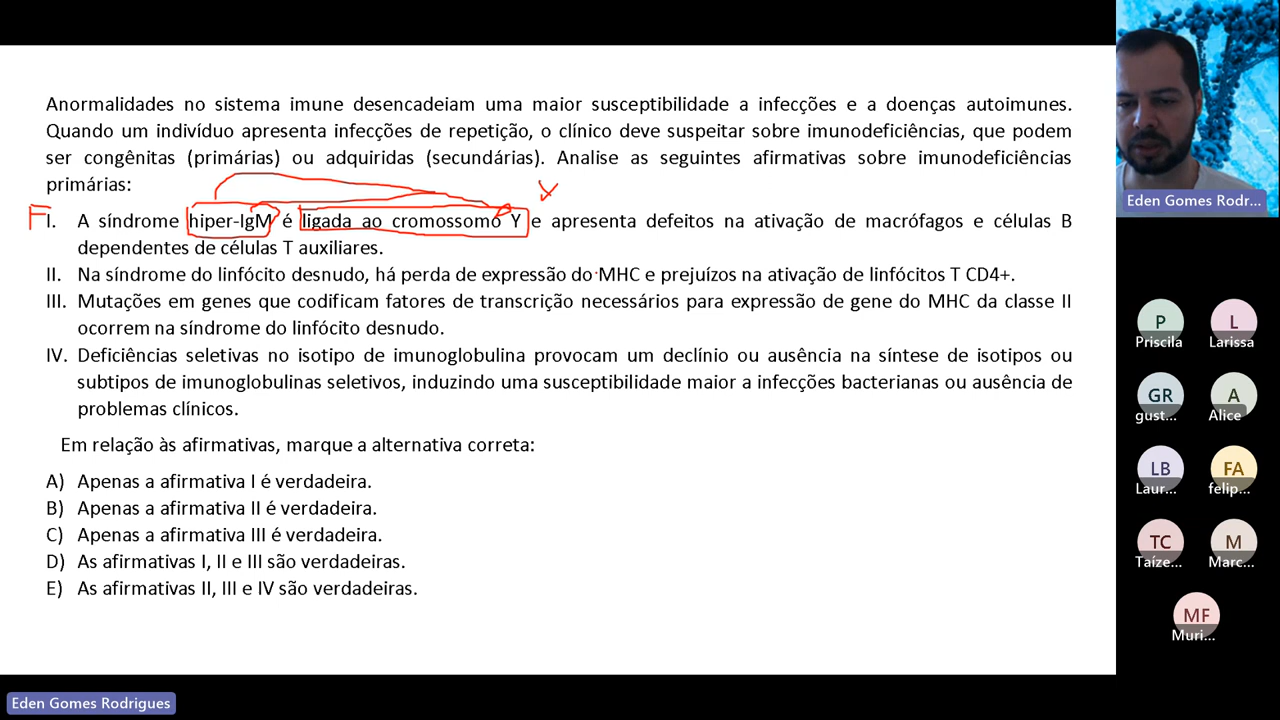 Anormalidades no sistema imune desencadeiam uma maior susceptibilidade a infecções e a doenças autoimunes.
Quando um indivíduo apresenta infecções de repetição, o clínico deve suspeitar sobre imunodeficiências, que podem
ser congênitas (primárias) ou adquiridas (secundárias). Analise as seguintes afirmativas sobre imunodeficiências
primárias:
X
F I. A síndrome hiper-IgM é ligada ao cromossomo Y e apresenta defeitos na ativação de macrófagos e células B
dependentes de células T auxiliares.
II. Na síndrome do linfócito desnudo, há perda de expressão do MHC e prejuízos na ativação de linfócitos T CD4+.
III. Mutações em genes que codificam fatores de transcrição necessários para expressão de gene do MHC da classe II
ocorrem na síndrome do linfócito desnudo.
IV. Deficiências seletivas no isotipo de imunoglobulina provocam um declínio ou ausência na síntese de isotipos ou
subtipos de imunoglobulinas seletivos, induzindo uma susceptibilidade maior a infecções bacterianas ou ausência de
problemas clínicos.
Em relação às afirmativas, marque a alternativa correta:
A) Apenas a afirmativa I é verdadeira.
B) Apenas a afirmativa II é verdadeira.
C) Apenas a afirmativa III é verdadeira.
D) As afirmativas I, II e III são verdadeiras.
E) As afirmativas II, III e IV são verdadeiras.
Eden Gomes Rodrigues
Eden Gomes Rodr...
P L
Priscila Larissa
GR A
gust... Alice
LB FA
Laur... felip...
TC M
Taíze... Marc...
MF
Muri...